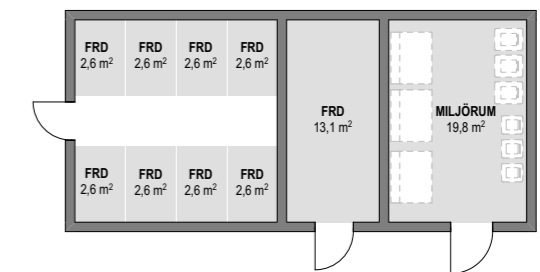 FRD FRD FRD FRD
2,6 m² 2,6 m² 2,6 m² 2,6 m²
FRD
13,1 m²
MILJÖRUM
19,8 m²
FRD FRD FRD FRD
2,6 m² 2,6 m² 2,6 m² 2,6 m²